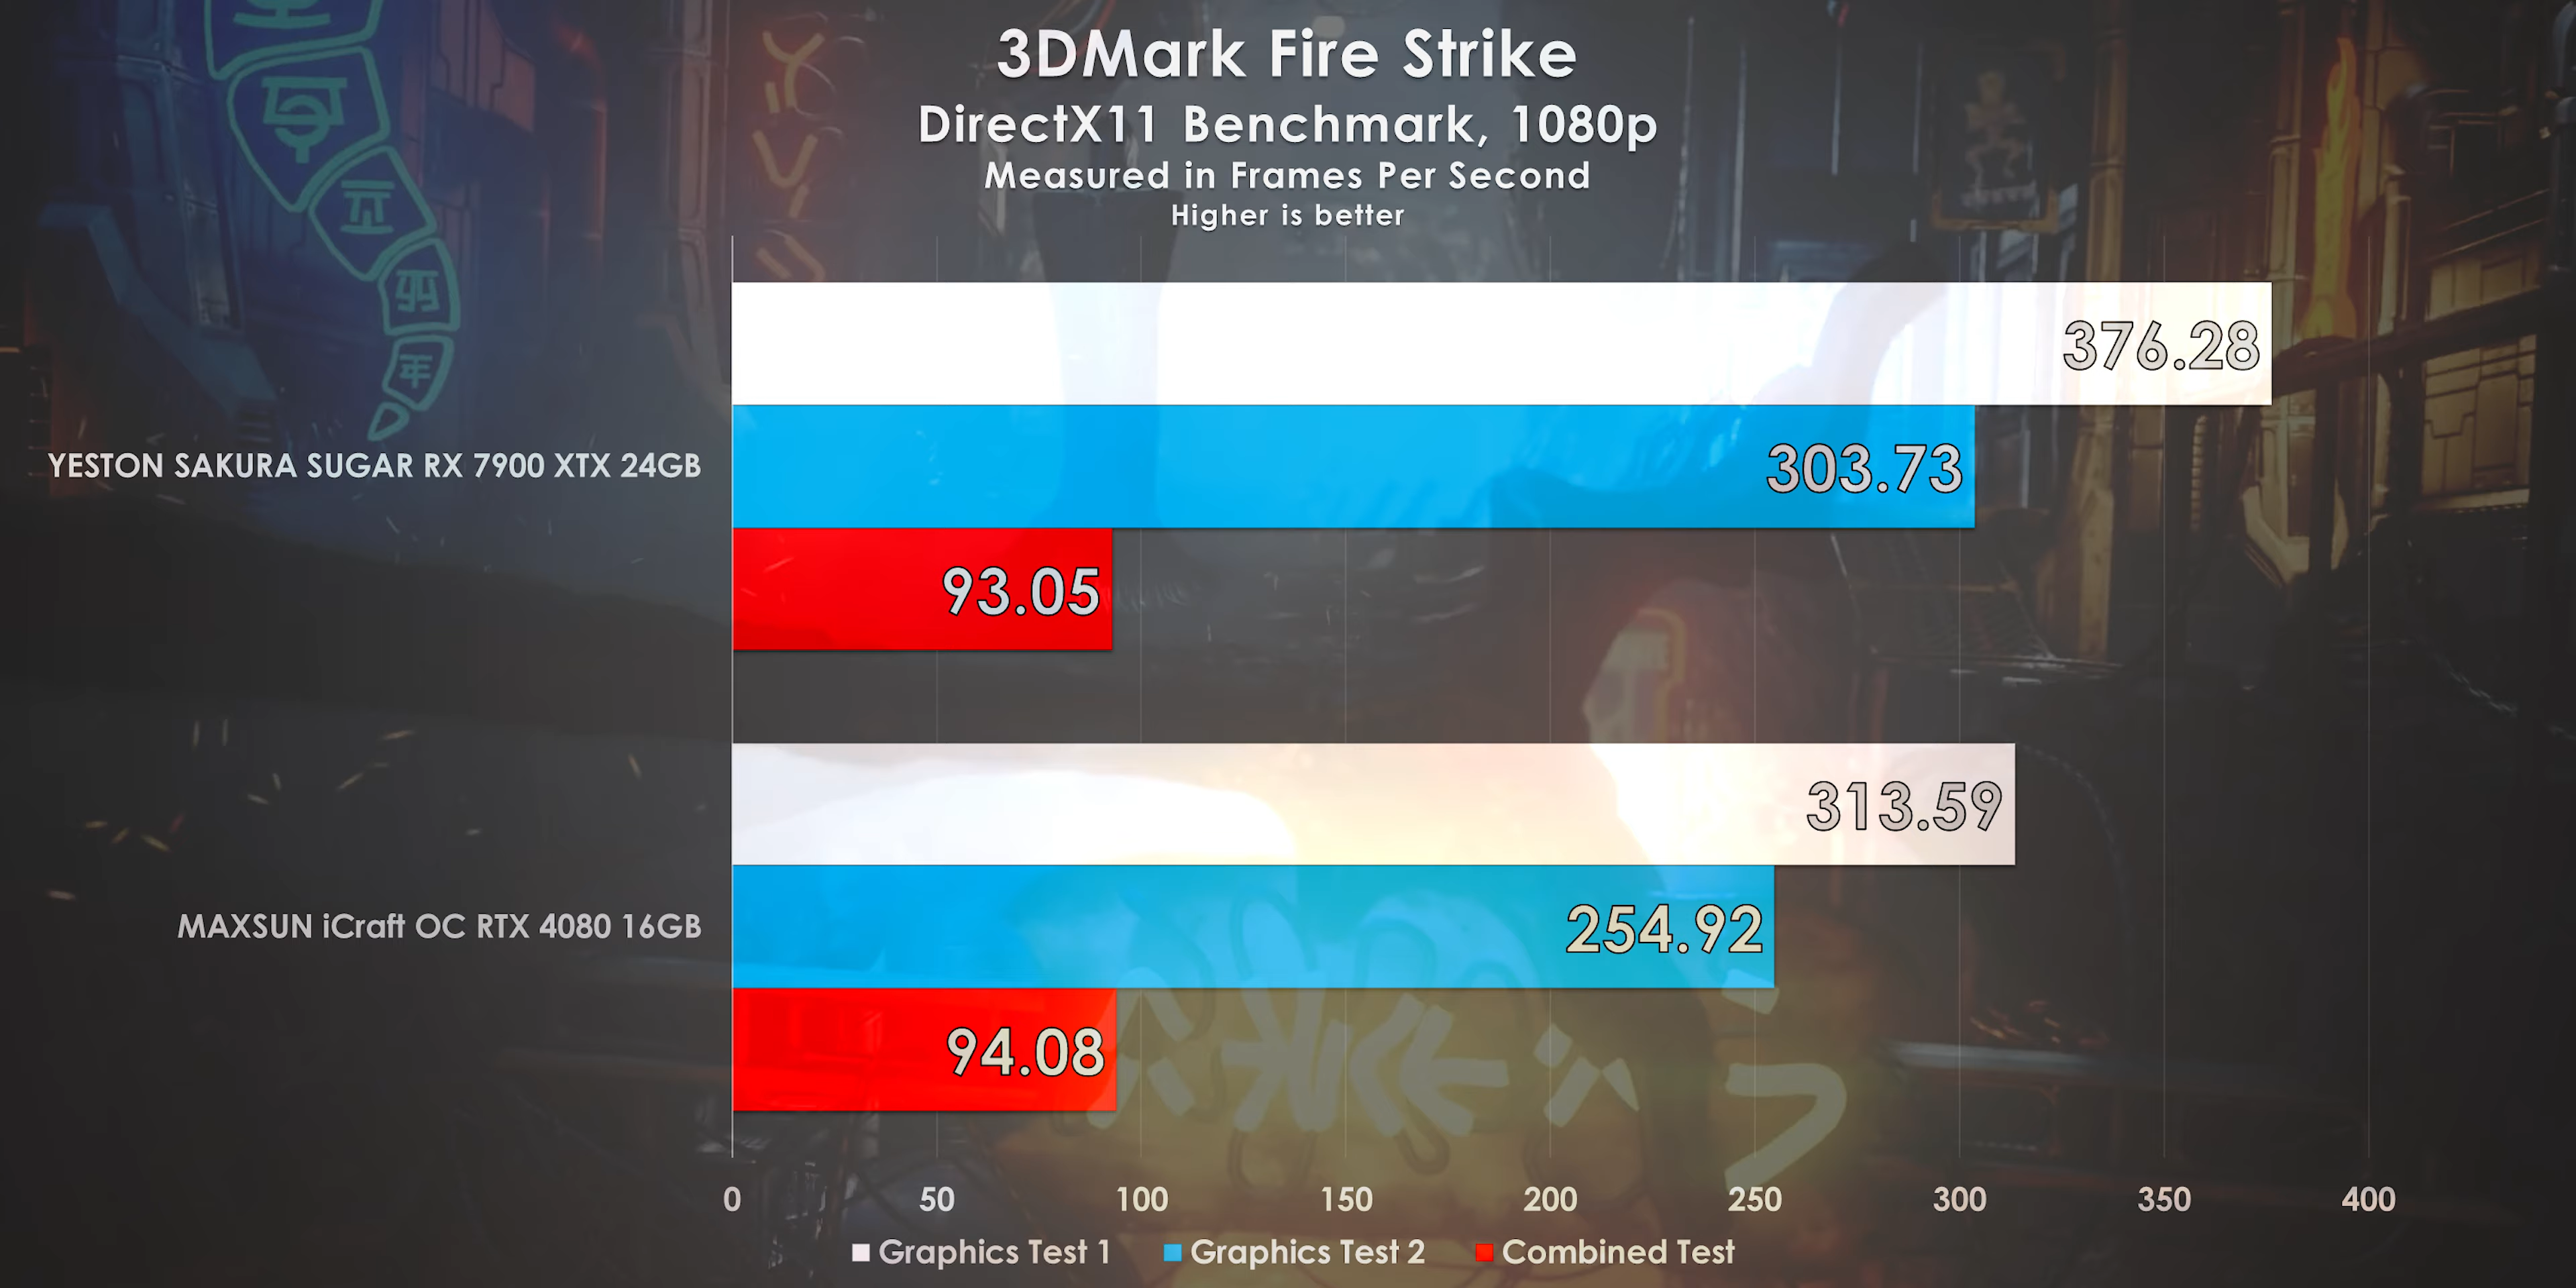 3DMark Fire Strike
DirectX11 Benchmark, 1080p
Measured in Frames Per Second
Higher is better
376.28
YESTON SAKURA SUGAR RX 7900 XTX 24GB
303.73
93.05
313.59
MAXSUN iCraft OC RTX 4080 16GB
254.92
94.08
0 50 100 150 200 250 300 350 400
Graphics Test 1 Graphics Test 2 Combined Test